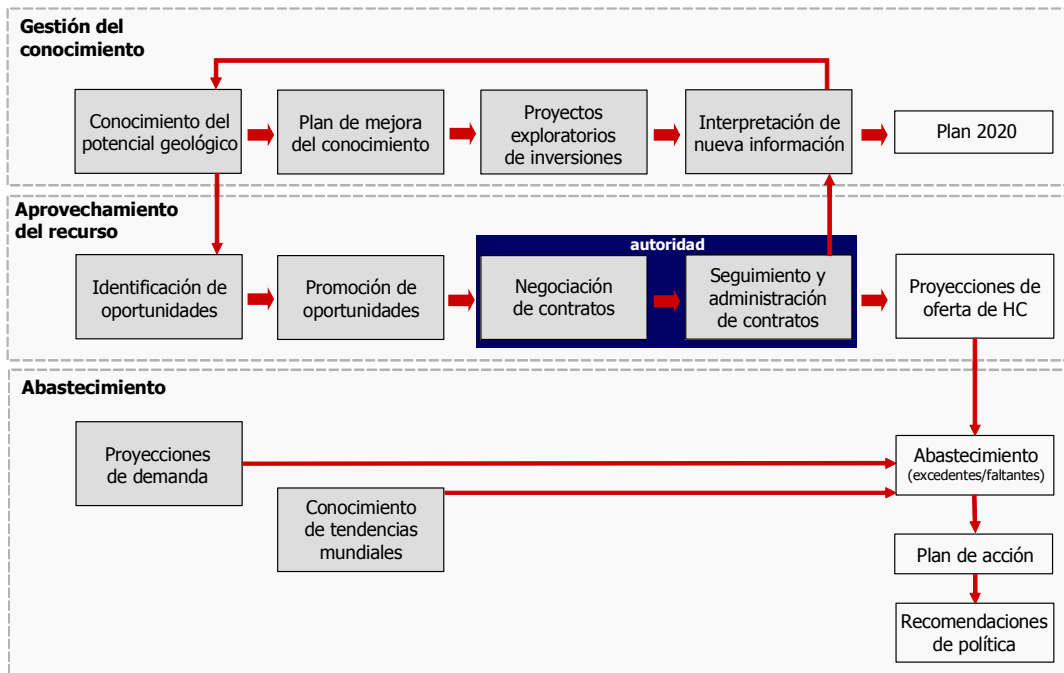 Gestión del
conocimiento
Conocimiento del
potencial geológico
Plan de mejora
del conocimiento
Proyectos
exploratorios
de inversiones
Interpretación de
nueva información
Plan 2020
Aprovechamiento
del recurso
autoridad
Identificación de
oportunidades
Promoción de
oportunidades
Negociación
de contratos
Seguimiento y
administración
de contratos
Proyecciones de
oferta de HC
Abastecimiento
Proyecciones
de demanda
Conocimiento
de tendencias
mundiales
Abastecimiento
(excedentes/faltantes)
Plan de acción
Recomendaciones
de política